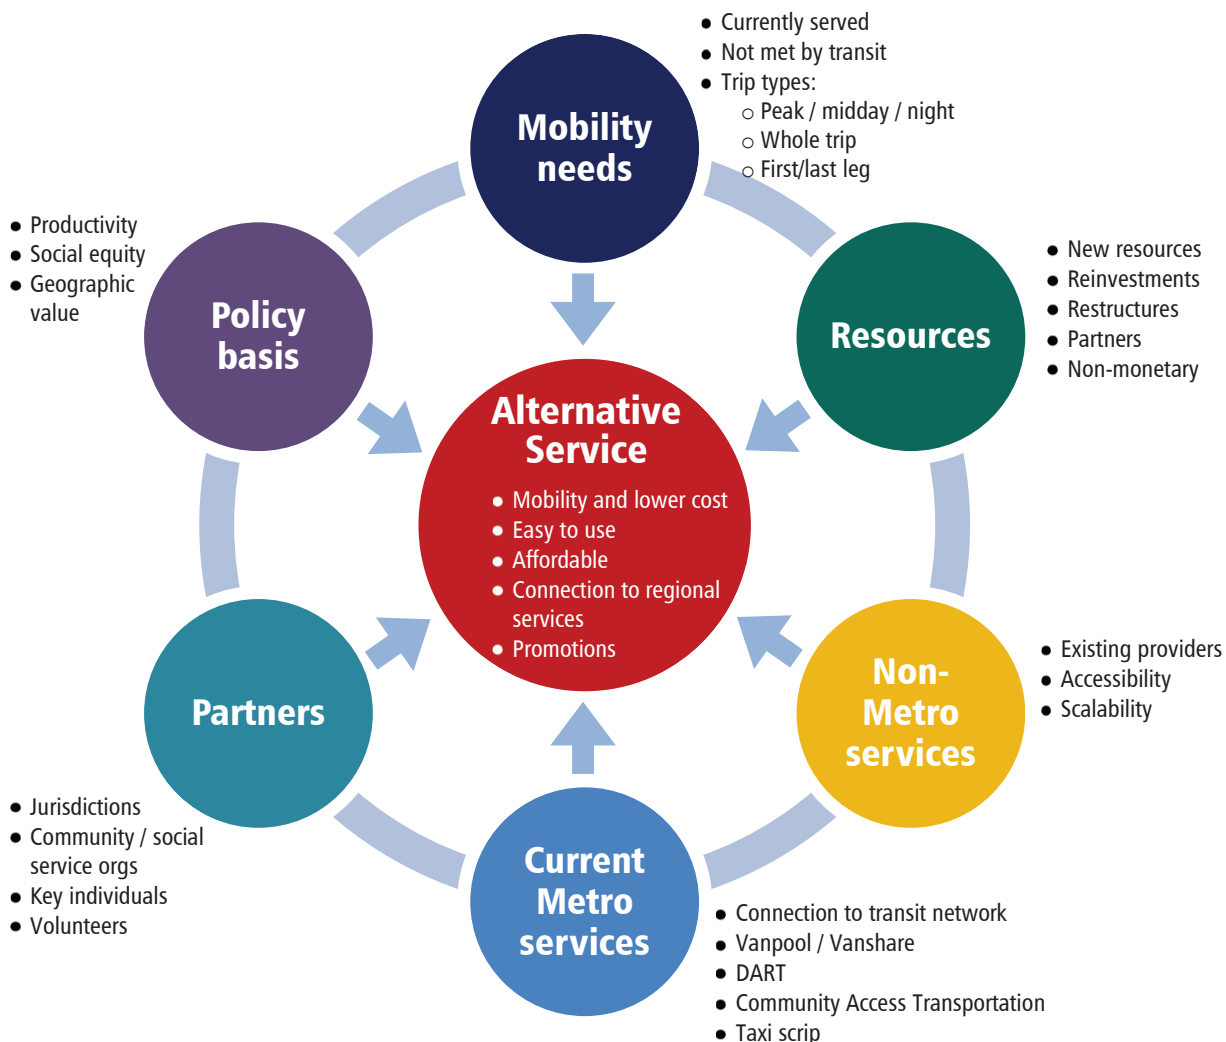 ● Currently served
● Not met by transit
● Trip types:
○ Peak / midday / night
○ Whole trip
○ First/last leg
Mobility
needs
● Productivity
● Social equity
● Geographic
value
Policy
basis
Resources
● New resources
● Reinvestments
● Restructures
● Partners
● Non-monetary
Alternative
Service
● Mobility and lower cost
● Easy to use
● Affordable
● Connection to regional
services
● Promotions
Partners
● Jurisdictions
● Community / social
service orgs
● Key individuals
● Volunteers
Non-
Metro
services
● Existing providers
● Accessibility
● Scalability
Current
Metro
services
● Connection to transit network
● Vanpool / Vanshare
● DART
● Community Access Transportation
● Taxi scrip